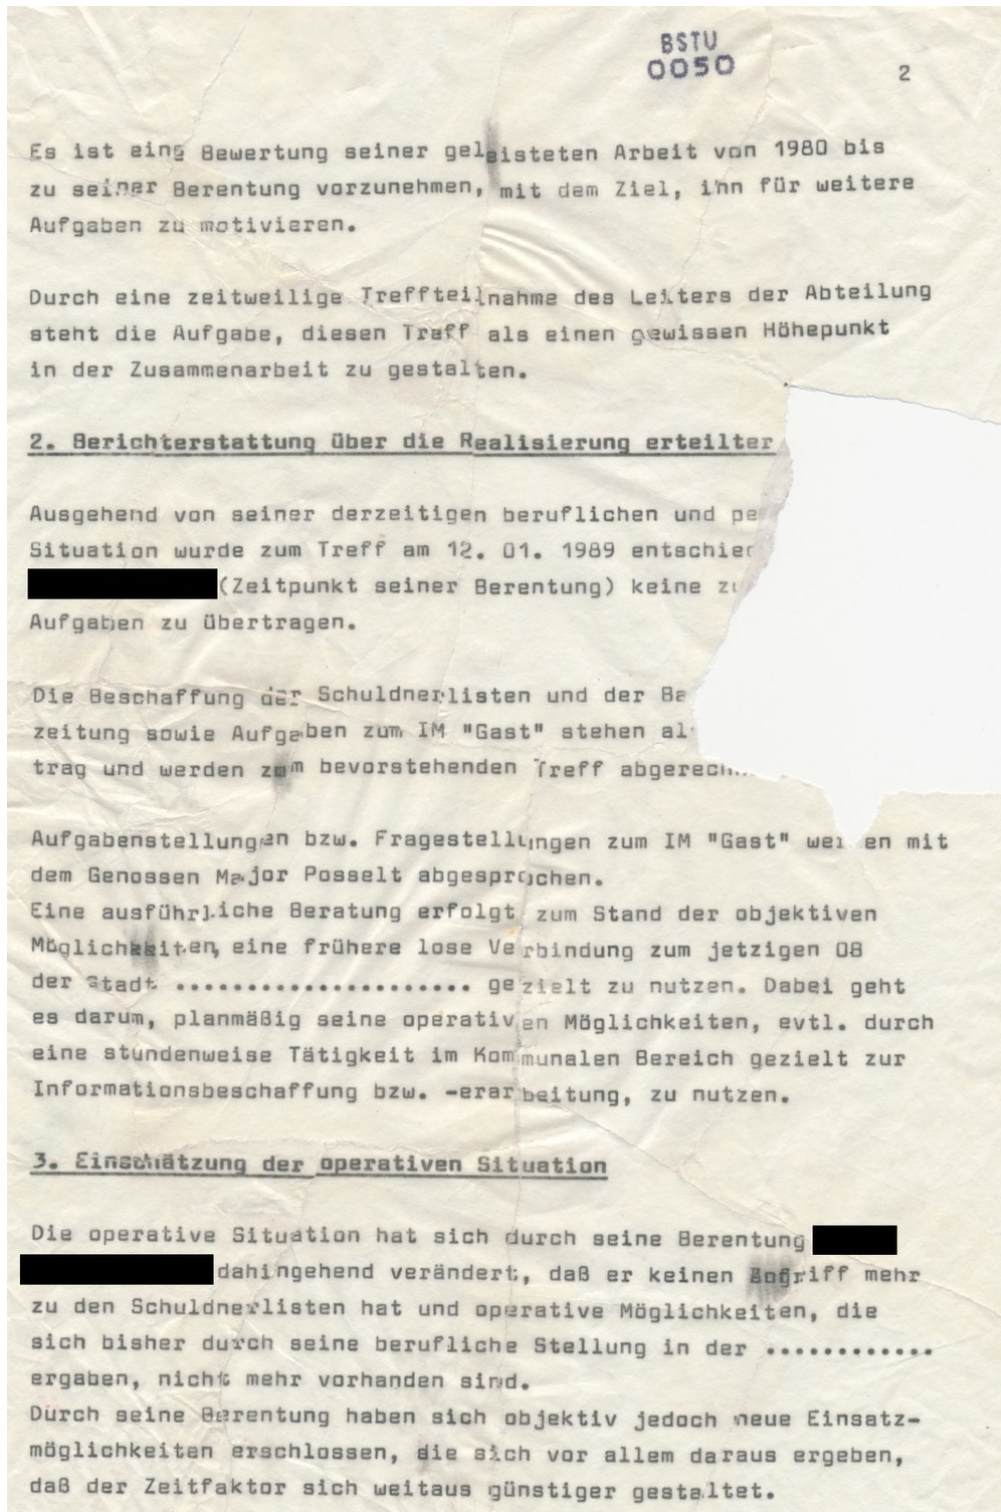 BSTU
0050
2
Es ist eine Bewertung seiner geleisteten Arbeit von 1980 bis
zu seiner Berentung vorzunehmen, mit dem Ziel, ihn für weitere
Aufgaben zu motivieren.
Durch eine zeitweilige Treffteilnahme des Leiters der Abteilung
steht die Aufgabe, diesen Treff als einen gewissen Höhepunkt
in der Zusammenarbeit zu gestalten.
2. Berichterstattung über die Realisierung erteilter
Ausgehend von seiner derzeitigen beruflichen und pe
Situation wurde zum Treff am 12. 01. 1989 entschied
(Zeitpunkt seiner Berentung) keine zu
Aufgaben zu übertragen.
Die Beschaffung der Schuldnerlisten und der Ba
zeitung sowie Aufgaben zum IM "Gast" stehen al
trag und werden zum bevorstehenden Treff abgerechn
Aufgabenstellungen bzw. Fragestellungen zum IM "Gast" werden mit
dem Genossen Major Posselt abgesprochen.
Eine ausführliche Beratung erfolgt zum Stand der objektiven
Möglichkeiten, eine frühere lose Verbindung zum jetzigen OB
der Stadt ..................... gezielt zu nutzen. Dabei geht
es darum, planmäßig seine operativen Möglichkeiten, evtl. durch
eine stundenweise Tätigkeit im Kommunalen Bereich gezielt zur
Informationsbeschaffung bzw. -erarbeitung, zu nutzen.
3. Einschätzung der operativen Situation
Die operative Situation hat sich durch seine Berentung
dahingehend verändert, daß er keinen Zugriff mehr
zu den Schuldnerlisten hat und operative Möglichkeiten, die
sich bisher durch seine berufliche Stellung in der ............
ergaben, nicht mehr vorhanden sind.
Durch seine Berentung haben sich objektiv jedoch neue Einsatz-
möglichkeiten erschlossen, die sich vor allem daraus ergeben,
daß der Zeitfaktor sich weitaus günstiger gestaltet.